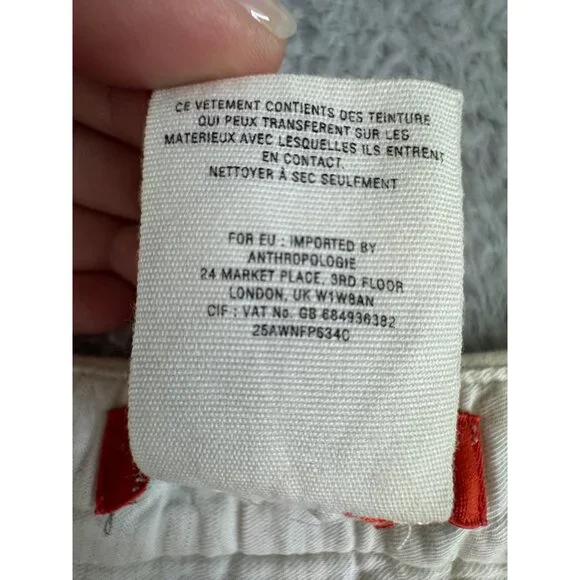 CE VETEMENT CONTIENTS DES TEINTURE
QUI PEUX TRANSFERENT SUR LES
MATERIEUX AVEC LESQUELLES ILS ENTRENT
EN CONTACT.
NETTOYER À SEC SEULFMENT
FOR EU : IMPORTED BY
ANTHROPOLOGIE
24 MARKET PLACE, 3RD FLOOR
LONDON, UK W1W8AN
CIF : VAT No. GB 684936382
25AWNFP634C